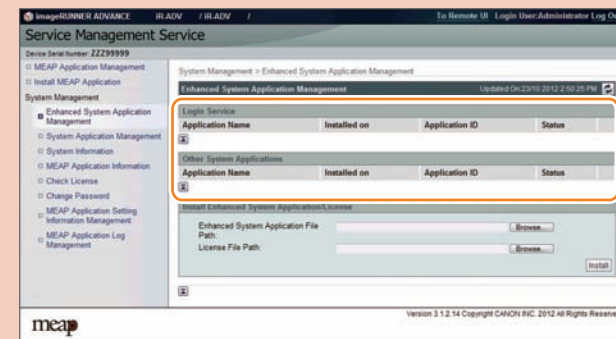 imageRUNNER ADVANCE iR-ADV / iR-ADV / To Remote UI Login User:Administrator Log Ou
Service Management Service
Device Serial Number: ZZZ99999
MEAP Application Management
Install MEAP Application
System Management
Enhanced System Application
Management
System Application Management
System Information
MEAP Application Information
Check License
Change Password
MEAP Application Setting
Information Management
MEAP Application Log
Management
System Management > Enhanced System Application Management
Enhanced System Application Management Updated On:23/10 2012 2:50:25 PM
Login Service
Application Name Installed on Application ID Status
Other System Applications
Application Name Installed on Application ID Status
Install Enhanced System Application/License
Enhanced System Application File
Path:
Browse...
License File Path:
Browse...
Install
Version 3.1.2.14 Copyright CANON INC. 2012 All Rights Reserve
meap